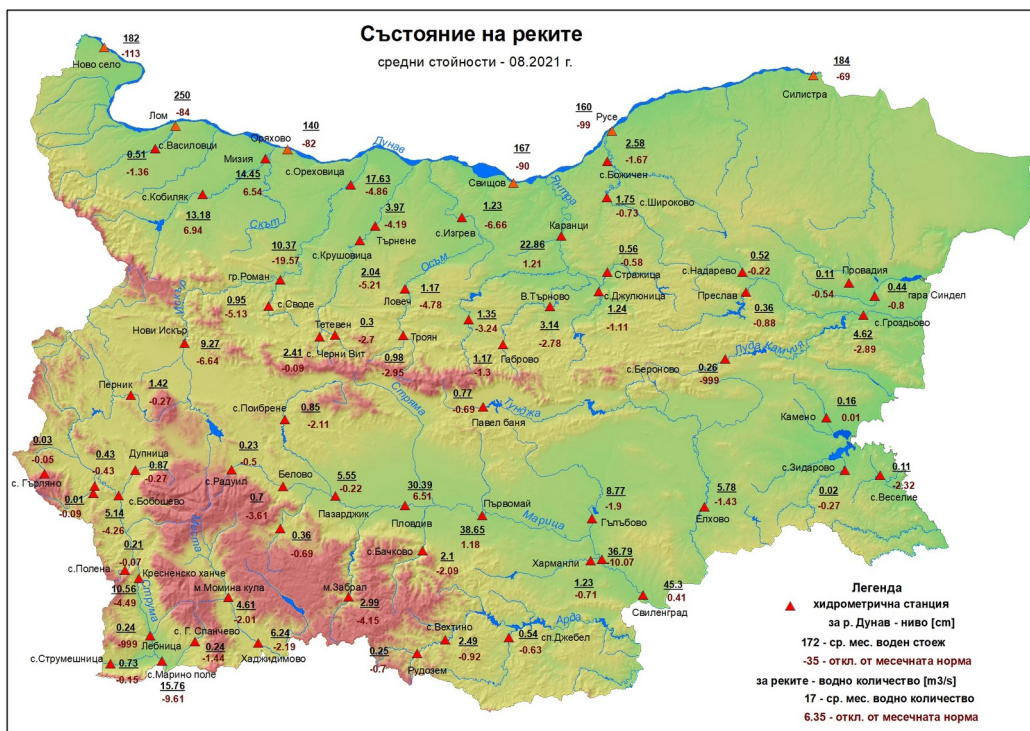 Състояние на реките
средни стойности - 08.2021 г.
182
-113
Ново село
184
-69
Силистра
250
-84
Лом
140
-82
Оряхово
160
-99
Русе
167
-90
Свищов
Дунав
0.51
-1.36
с.Василовци
Мизия
14.45
6.54
с.Ореховица
17.63
-4.86
с.Кобиляк
13.18
6.94
Скът
3.97
-4.19
Търнене
с.Крушовица
2.04
-5.21
1.23
-6.66
с.Изгрев
Янтра
2.58
-1.67
с.Божичен
1.75
-0.73
с.Широково
Каранци
22.86
1.21
0.56
-0.58
Стражица
Осъм
10.37
-19.57
гр.Роман
0.95
-5.13
с.Своде
Искър
1.17
-4.78
Ловеч
с.Джулюница
1.24
-1.11
В.Търново
3.14
-2.78
с.Надарево
0.52
-0.22
Преслав
0.36
-0.88
0.11
-0.54
Провадия
0.44
-0.8
гара Синдел
с.Гроздьово
4.62
-2.89
Нови Искър
9.27
-6.64
Тетевен
0.3
-2.7
2.41
-0.09
с. Черни Вит
Троян
0.98
-2.95
1.35
-3.24
Габрово
1.17
-1.3
Луда Камчия
с.Бероново
0.26
-999
Перник
1.42
-0.27
Стряма
0.77
-0.69
Павел баня
Тунджа
с.Поибрене
0.85
-2.11
0.16
0.01
Камено
0.03
-0.05
с. Гърляно
0.43
-0.43
Дупница
0.87
-0.27
0.01
-0.09
с.Бобошево
5.14
-4.26
0.23
-0.5
с.Радуил
Белово
0.7
-3.61
5.55
-0.22
Пазарджик
0.36
-0.69
30.39
6.51
Пловдив
Първомай
38.65
1.18
Марица
8.77
-1.9
Гълъбово
5.78
-1.43
Елхово
с.Зидарово
0.02
-0.27
0.11
-2.32
с.Веселие
0.21
-0.07
с.Полена
Кресненско ханче
10.56
-4.49
Места
с.Бачково
2.1
-2.09
Харманли
1.23
-0.71
36.79
10.07
45.3
0.41
Свиленград
м.Момина кула
4.61
-2.01
м.Забрал
2.99
-4.15
Струма
0.24
-999
Лебница
с. Г. Спанчево
0.24
-1.44
6.24
-2.19
Хаджидимово
Арда
с.Вехтино
2.49
-0.92
0.54
-0.63
сп.Джебел
0.25
-0.7
Рудозем
с.Струмешница
0.73
-0.15
с.Марино поле
15.76
-9.61
Легенда
хидрометрична станция
за р. Дунав - ниво [cm]
172 - ср. мес. воден стоеж
-35 - откл. от месечната норма
за реките - водно количество [m3/s]
17 - ср. мес. водно количество
6.35 - откл. от месечната норма